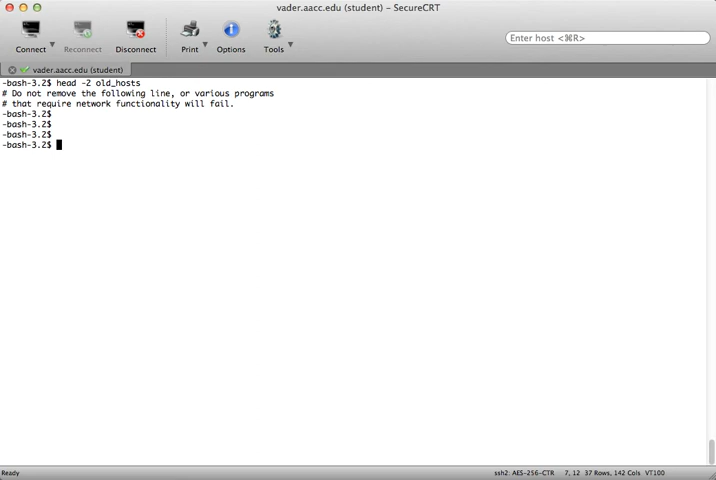 vader.aacc.edu (student) – SecureCRT
Connect Reconnect Disconnect Print Options Tools
Enter host <⌘R>
vader.aacc.edu (student)
-bash-3.2$ head -2 old_hosts
# Do not remove the following line, or various programs
# that require network functionality will fail.
-bash-3.2$
-bash-3.2$
-bash-3.2$
-bash-3.2$
Ready ssh2: AES-256-CTR 7, 12 37 Rows, 142 Cols VT100